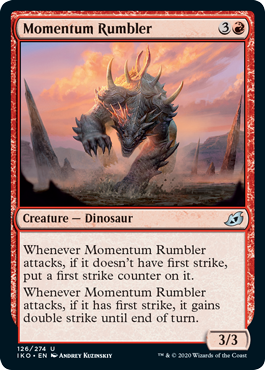 Momentum Rumbler 3
Creature — Dinosaur
Whenever Momentum Rumbler
attacks, if it doesn't have first strike,
put a first strike counter on it.
Whenever Momentum Rumbler
attacks, if it has first strike, it gains
double strike until end of turn.
3/3
126/274 U
IKO • EN Andrey Kuzinskiy ™ & © 2020 Wizards of the Coast